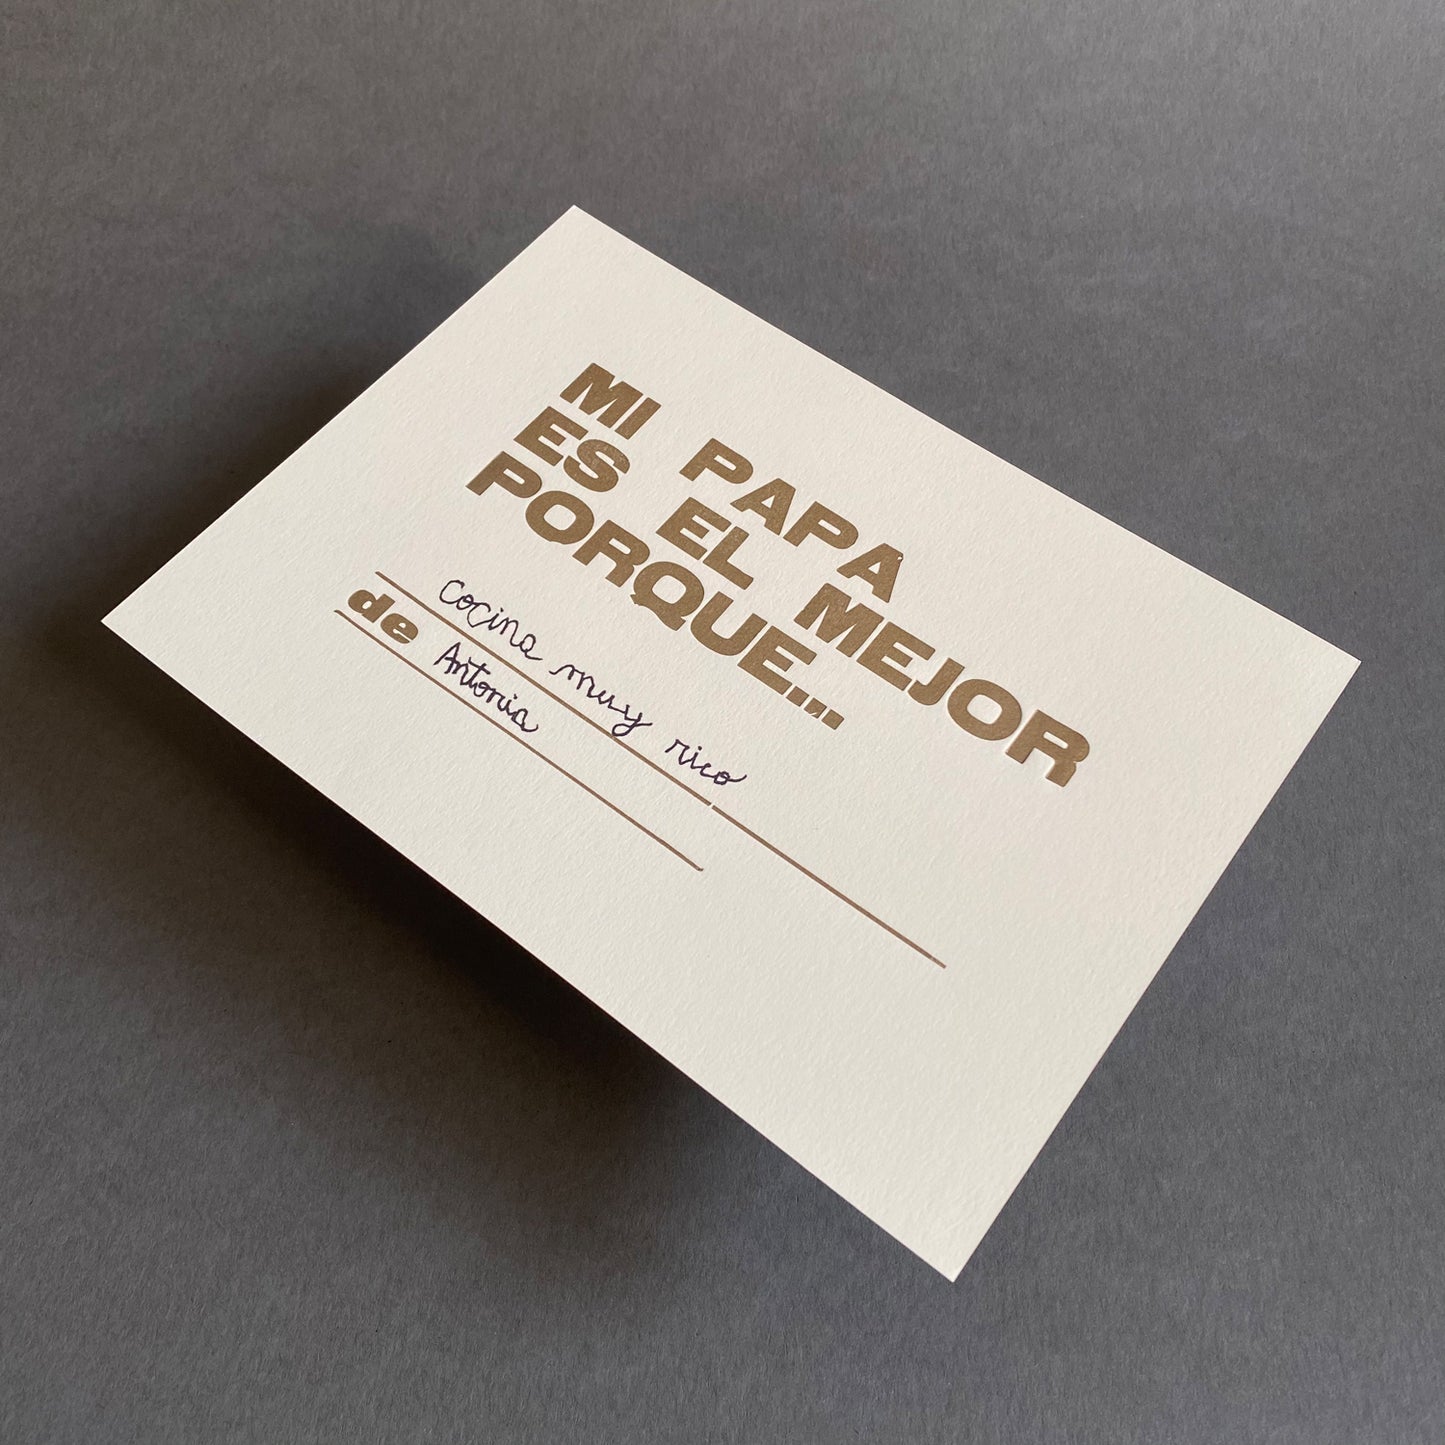 MI PAPA
ES EL MEJOR
PORQUE...
cocina muy rico
de Antonia